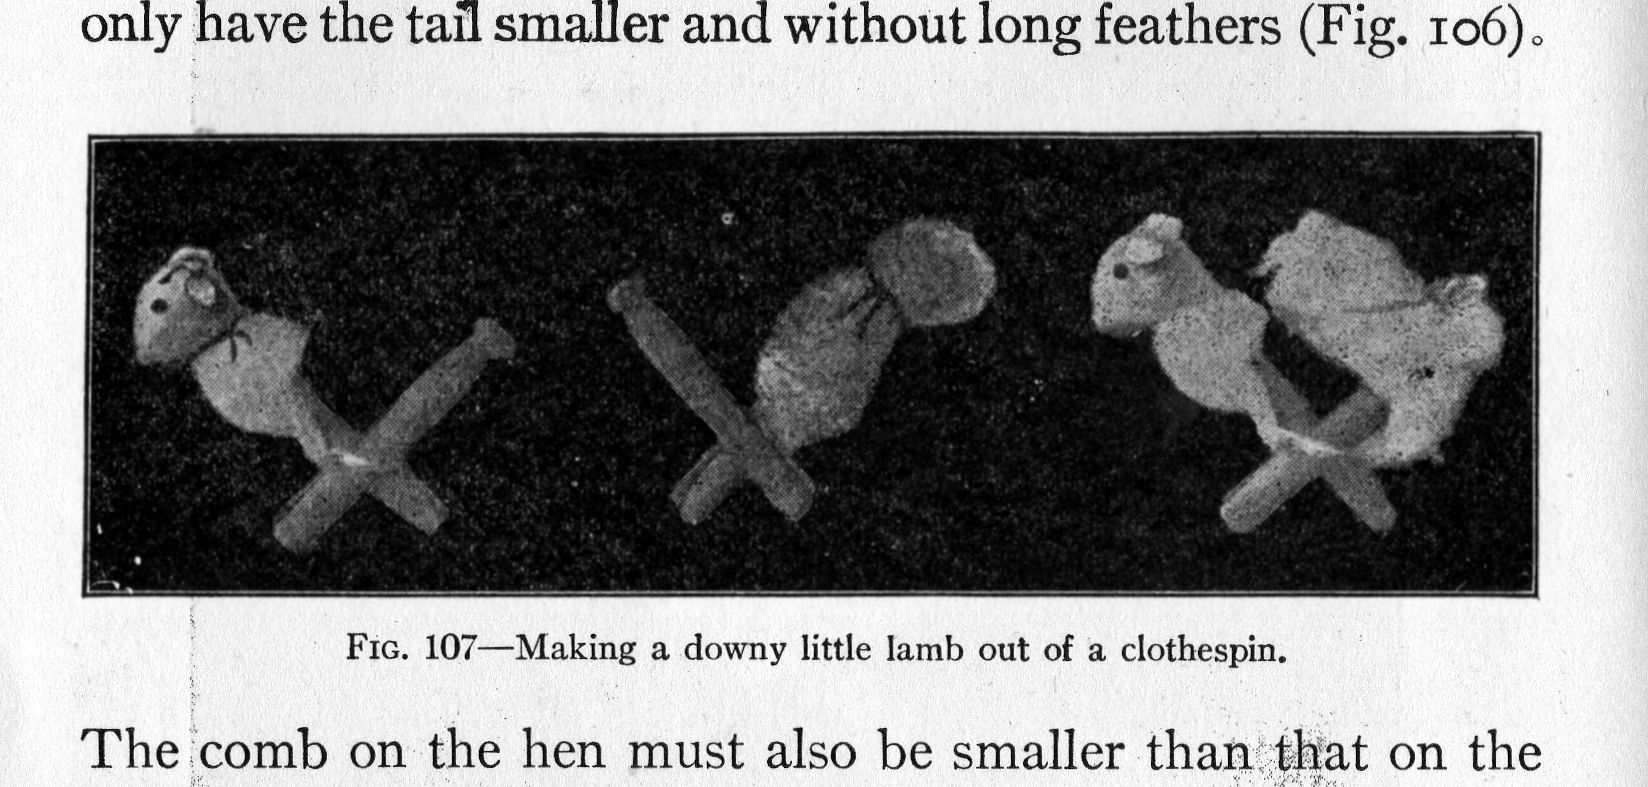 only have the tail smaller and without long feathers (Fig. 106).
FIG. 107—Making a downy little lamb out of a clothespin.
The comb on the hen must also be smaller than that on the